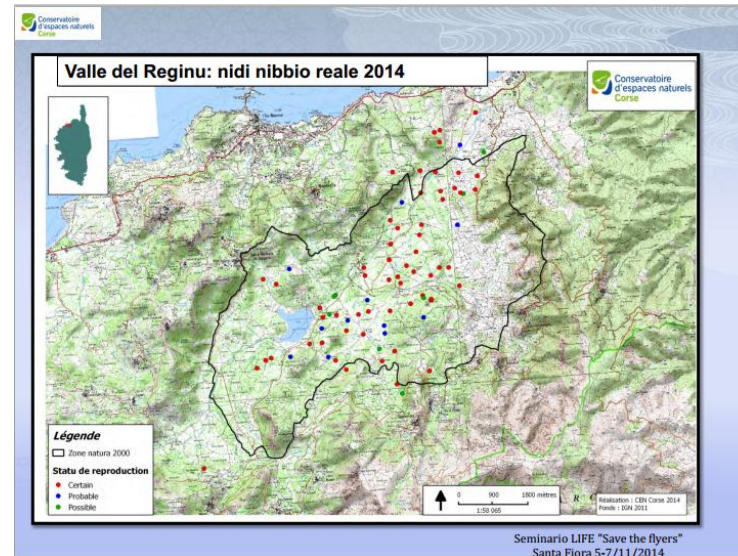 Conservatoire
d'espaces naturels
Corse
Valle del Reginu: nidi nibbio reale 2014
Conservatoire
d'espaces naturels
Corse
Légende
Zone natura 2000
Statu de reproduction
Certain
Probable
Possible
0 900 1800 mètres
1:58 065
Réalisation : CEN Corse 2014
Fonds : IGN 2011
Seminario LIFE "Save the flyers"
Santa Fiora 5-7/11/2014